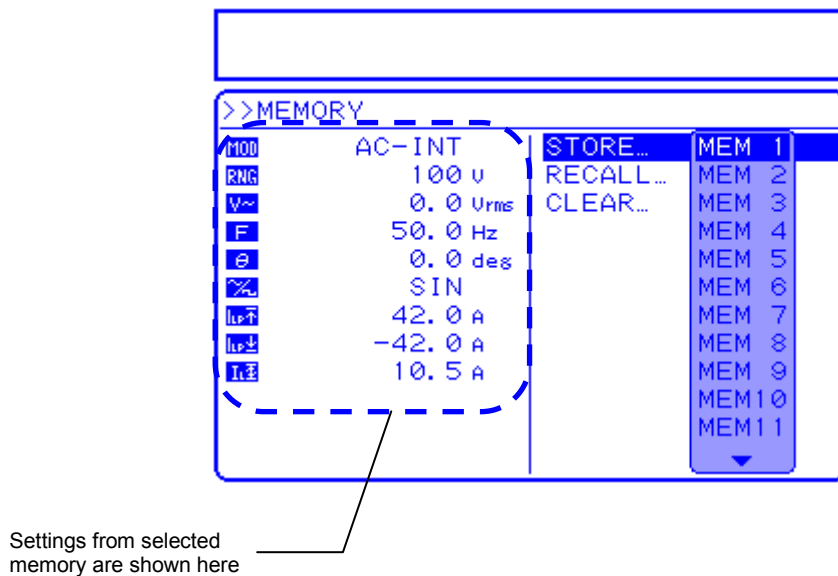 >>MEMORY
MOD AC-INT
RNG 100 V
V~ 0.0 Vrms
F 50.0 Hz
θ 0.0 deg
SIN
42.0 A
-42.0 A
10.5 A
STORE… MEM 1
RECALL… MEM 2
CLEAR… MEM 3
MEM 4
MEM 5
MEM 6
MEM 7
MEM 8
MEM 9
MEM10
MEM11
Settings from selected
memory are shown here